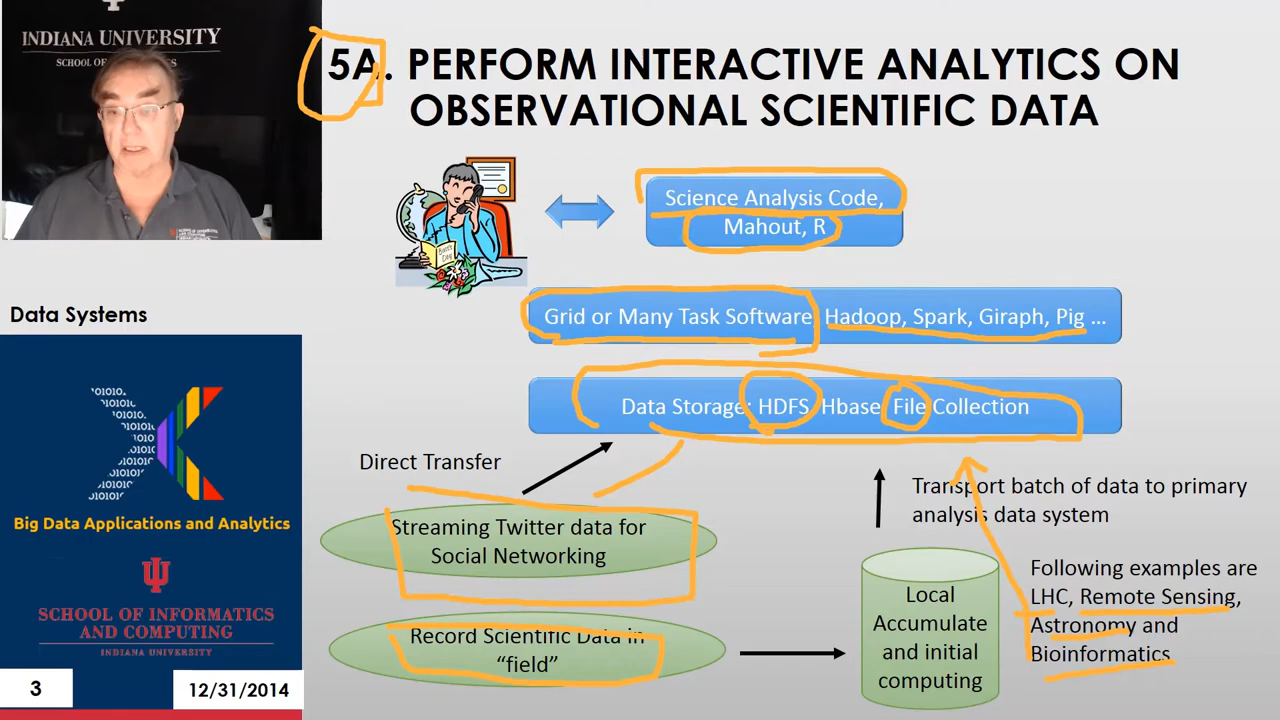 INDIANA UNIVERSITY
SCHOOL OF
5A. PERFORM INTERACTIVE ANALYTICS ON
OBSERVATIONAL SCIENTIFIC DATA
Science Analysis Code,
Mahout, R
Grid or Many Task Software, Hadoop, Spark, Giraph, Pig ...
Data Storage: HDFS, Hbase, File Collection
Direct Transfer
Streaming Twitter data for
Social Networking
Record Scientific Data in
“field”
Local
Accumulate
and initial
computing
Transport batch of data to primary
analysis data system
Following examples are
LHC, Remote Sensing,
Astronomy and
Bioinformatics
Data Systems
Big Data Applications and Analytics
SCHOOL OF INFORMATICS
AND COMPUTING
INDIANA UNIVERSITY
3
12/31/2014